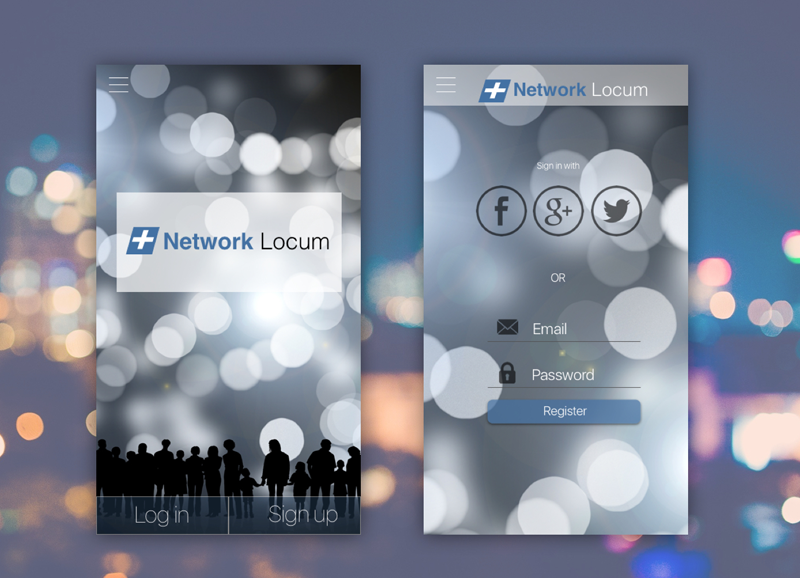 Network Locum
Log in
Sign up
Network Locum
Sign in with
f
g+
OR
Email
Password
Register